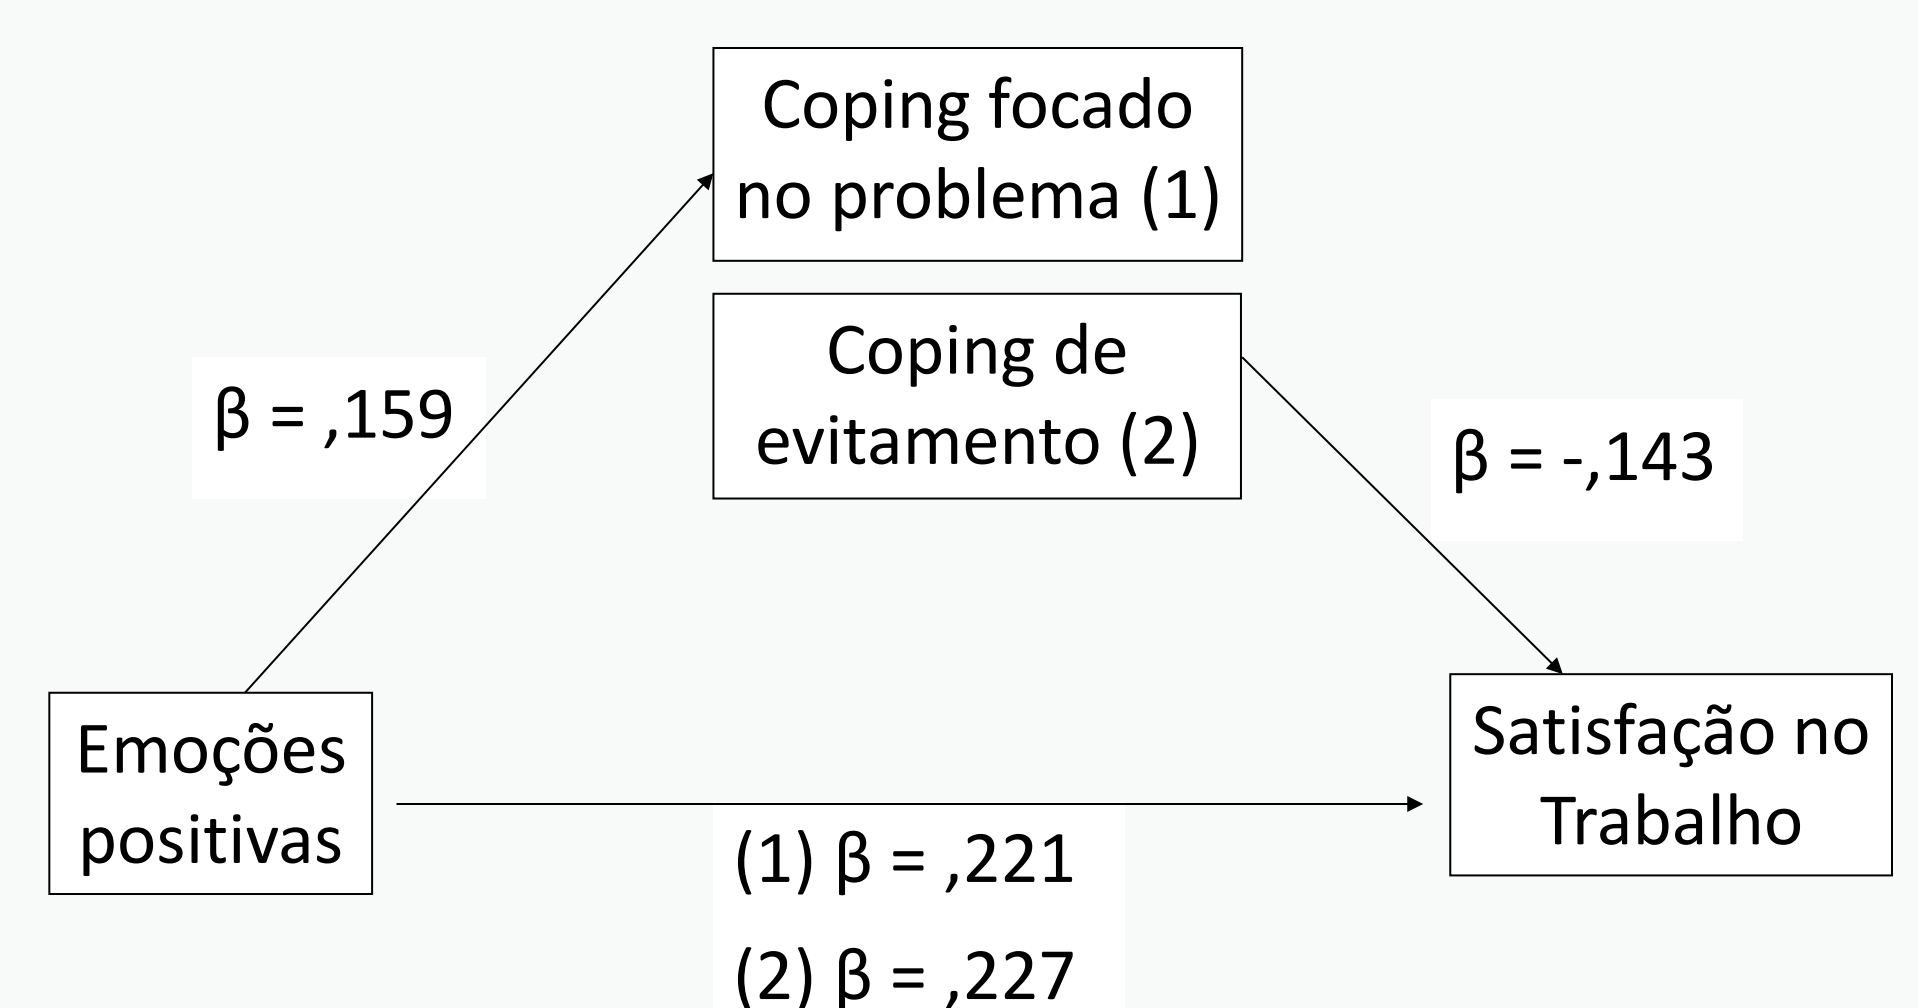 Coping focado
no problema (1)
Coping de
evitamento (2)
β = ,159
β = -,143
Emoções
positivas
Satisfação no
Trabalho
(1) β = ,221
(2) β = ,227